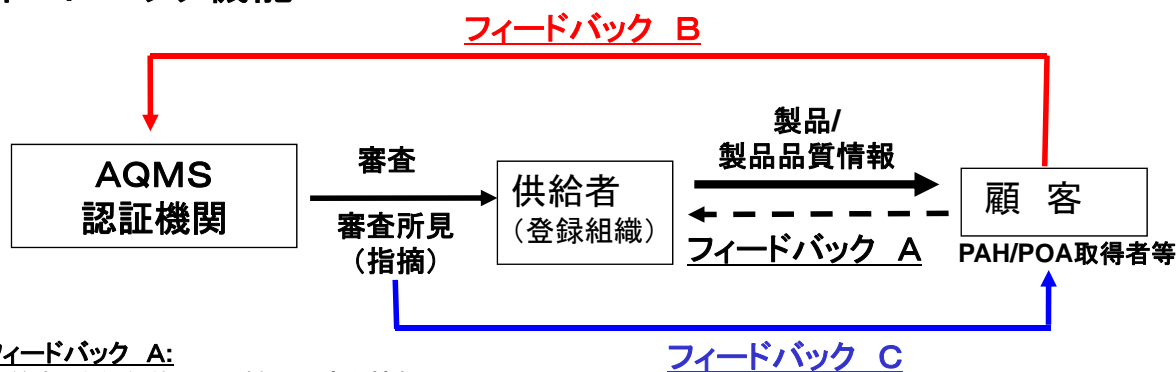 フィードバック B
製品/
製品品質情報
審査
AQMS
認証機関
供給者
(登録組織)
顧 客
審査所見
(指摘)
フィードバック A
PAH/POA取得者等
フィードバック C
フィードバック A: